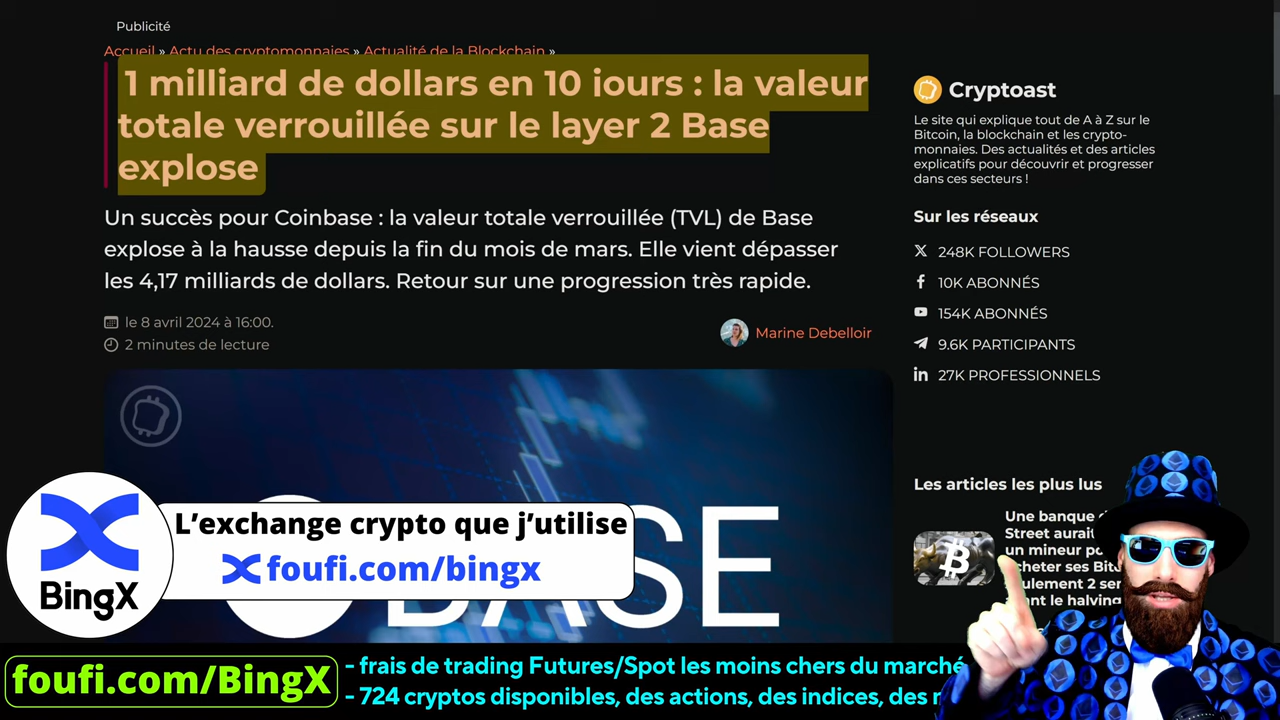 Publicité
Accueil » Actu des cryptomonnaies » Actualité de la Blockchain »
1 milliard de dollars en 10 jours : la valeur
totale verrouillée sur le layer 2 Base
explose
Un succès pour Coinbase : la valeur totale verrouillée (TVL) de Base
explose à la hausse depuis la fin du mois de mars. Elle vient dépasser
les 4,17 milliards de dollars. Retour sur une progression très rapide.
le 8 avril 2024 à 16:00.
2 minutes de lecture
Marine Debelloir
Cryptoast
Le site qui explique tout de A à Z sur le
Bitcoin, la blockchain et les crypto-
monnaies. Des actualités et des articles
explicatifs pour découvrir et progresser
dans ces secteurs !
Sur les réseaux
248K FOLLOWERS
10K ABONNÉS
154K ABONNÉS
9.6K PARTICIPANTS
27K PROFESSIONNELS
Les articles les plus lus
Une banque
Street aurait
un mineur
acheter ses
seulement 2
avant le halving
BASE
BingX
L’exchange crypto que j’utilise
foufi.com/bingx
foufi.com/BingX
- frais de trading Futures/Spot les moins chers du marché
- 724 cryptos disponibles, des actions, des indices, des